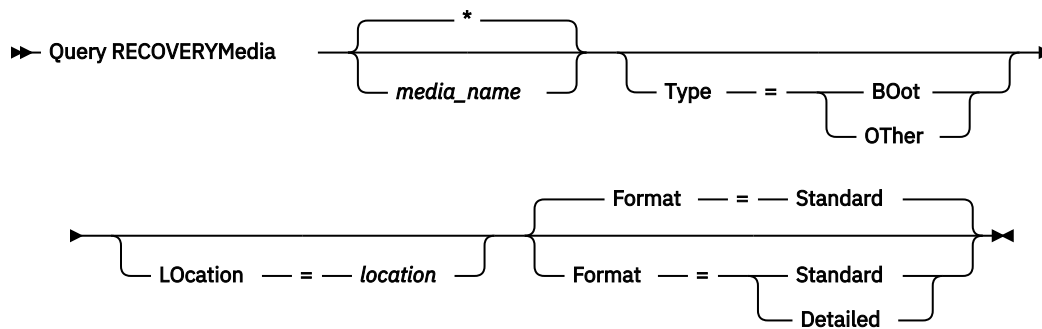 *
Query RECOVERYMedia
media_name
Type = BOot
OTher
Format = Standard
LOcation = location
Format = Standard
Detailed